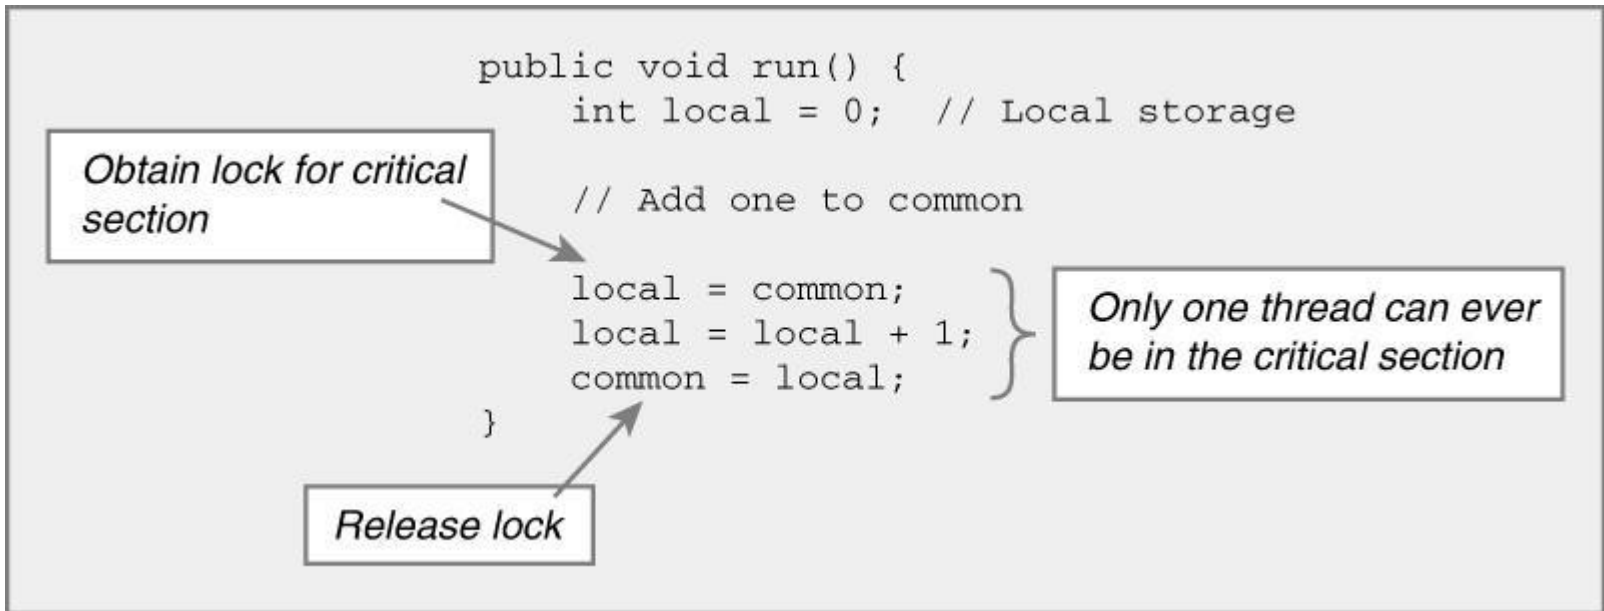 public void run() {
int local = 0;  // Local storage
Obtain lock for critical
section
// Add one to common
local = common;
local = local + 1;
common = local;
Only one thread can ever
be in the critical section
}
Release lock